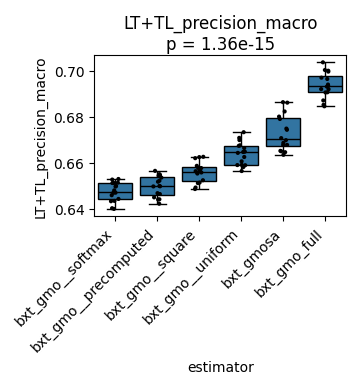 LT+TL_precision_macro
p = 1.36e-15
LT+TL_precision_macro
0.70
0.68
0.66
0.64
bxt_gmo__softmax
bxt_gmo__precomputed
bxt_gmo__square
bxt_gmo__uniform
bxt_gmosa
bxt_gmo_full
estimator